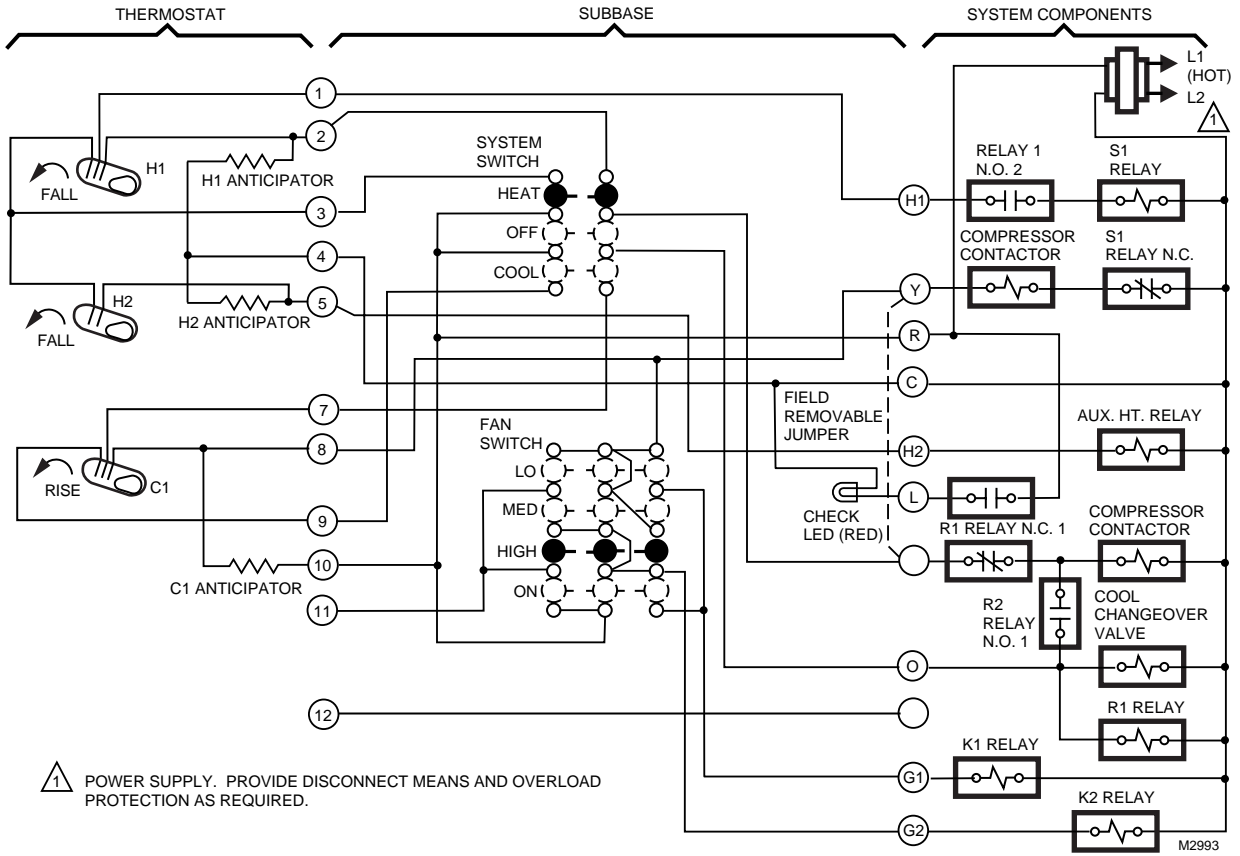 THERMOSTAT
SUBBASE
SYSTEM COMPONENTS
L1
(HOT)
L2
1
1
2
3
4
5
7
8
9
10
11
12
H1
FALL
H1 ANTICIPATOR
H2
FALL
H2 ANTICIPATOR
RISE
C1
C1 ANTICIPATOR
SYSTEM
SWITCH
HEAT
OFF
COOL
FAN
SWITCH
LO
MED
HIGH
ON
FIELD
REMOVABLE
JUMPER
CHECK
LED (RED)
H1
Y
R
C
H2
L
O
G1
G2
RELAY 1
N.O. 2
S1
RELAY
COMPRESSOR
CONTACTOR
S1
RELAY N.C.
AUX. HT. RELAY
R1 RELAY N.C. 1
COMPRESSOR
CONTACTOR
R2
RELAY
N.O. 1
COOL
CHANGEOVER
VALVE
R1 RELAY
K1 RELAY
K2 RELAY
1 POWER SUPPLY. PROVIDE DISCONNECT MEANS AND OVERLOAD
PROTECTION AS REQUIRED.
M2993